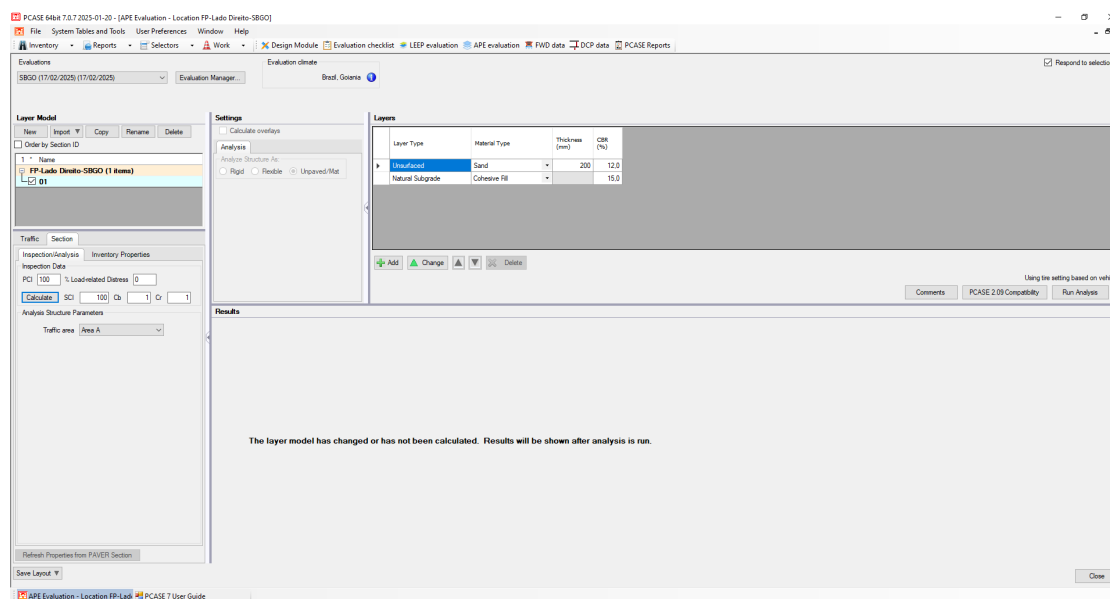 PCASE 64bit 7.0.7 2025-01-20 - [APE Evaluation - Location FP-Lado Direito-SBGO]
File System Tables and Tools User Preferences Window Help
Inventory Reports Selectors Work Design Module Evaluation checklist LEEP evaluation APE evaluation FWD data DCP data PCASE Reports
Evaluations Evaluation climate Respond to selectio
SBGO (17/02/2025) (17/02/2025) Evaluation Manager... Brazil, Goiania
Layer Model Settings Layers
New Import Copy Rename Delete Calculate overlays
Order by Section ID Analysis Layer Type Material Type Thickness (mm) CBR (%)
1 Name Analyze Structure As:
FP-Lado Direito-SBGO (1 items) Rigid Flexible Unpaved/Mat Unsurfaced Sand 200 12,0
01 Natural Subgrade Cohesive Fill 15,0
Traffic Section
Inspection/Analysis Inventory Properties
Add Change Delete
Inspection Data
PCI 100 % Load-related Distress 0 Using tire setting based on vehi
Calculate SCI 100 Cb 1 Cr 1 Comments PCASE 2.09 Compatibility Run Analysis
Analysis Structure Parameters Results
Traffic area Area A
The layer model has changed or has not been calculated. Results will be shown after analysis is run.
Refresh Properties from PAVER Section
Save Layout Close
APE Evaluation - Location FP-Lad PCASE 7 User Guide